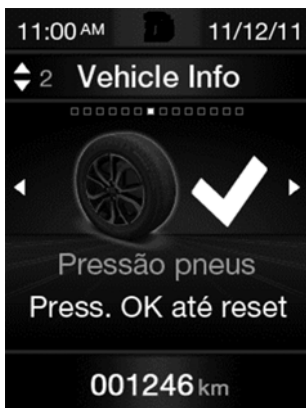 11:00 AM D 11/12/11
2 Vehicle Info
Pressão pneus
Press. OK até reset
001246 km